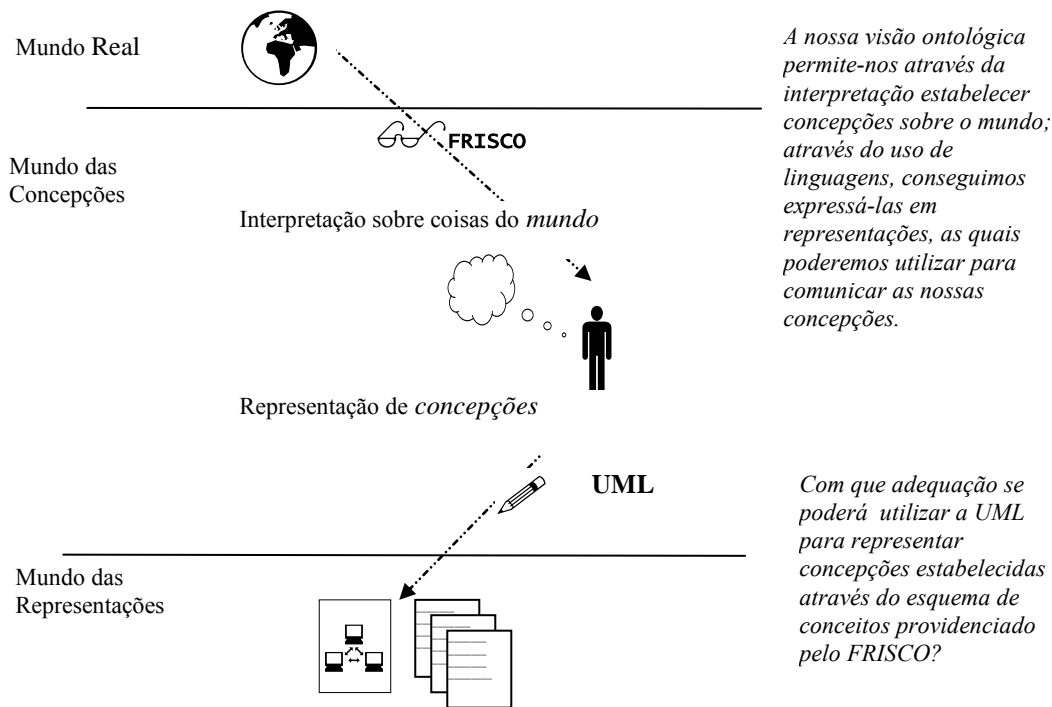 Mundo Real
FRISCO
Mundo das
Concepções
Interpretação sobre coisas do mundo
Representação de concepções
UML
Mundo das
Representações
A nossa visão ontológica
permite-nos através da
interpretação estabelecer
concepções sobre o mundo;
através do uso de
linguagens, conseguimos
expressá-las em
representações, as quais
poderemos utilizar para
comunicar as nossas
concepções.
Com que adequação se
poderá utilizar a UML
para representar
concepções estabelecidas
através do esquema de
conceitos providenciado
pelo FRISCO?